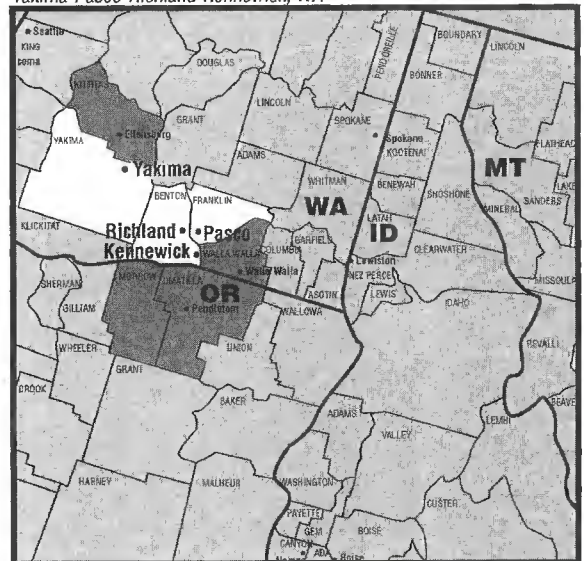 Yakima-Pasco-Richland-Kennewick, WA
Seattle
KING
coma
DOUGLAS
KITTITAS
Ellensburg
GRANT
LINCOLN
SPOKANE
Spokane
PEND OREILLE
BOUNDARY
BONNER
LINCOLN
KOOTENAI
MT
FLATHEAD
LAKE
SANDERS
YAKIMA
Yakima
ADAMS
WHITMAN
WA
BENEWAH
SHOSHONE
MINERAL
BENTON
FRANKLIN
LATAH
ID
CLEARWATER
MISSOULA
KLICKITAT
Richland
Pasco
Kennewick
WALLA WALLA
Walla Walla
COLUMBIA
GARFIELD
ASOTIN
Lewiston
NEZ PERCE
LEWIS
IDAHO
SHERMAN
GILLIAM
MORROW
UMATILLA
OR
Pendleton
WALLOWA
RAVALLI
WHEELER
UNION
GRANT
CROOK
BAKER
ADAMS
VALLEY
LEMHI
BEAVER
HARNEY
MALHEUR
WASHINGTON
CUSTER
PAYETTE
GEM
BOISE
CANYON
ADA
Boise